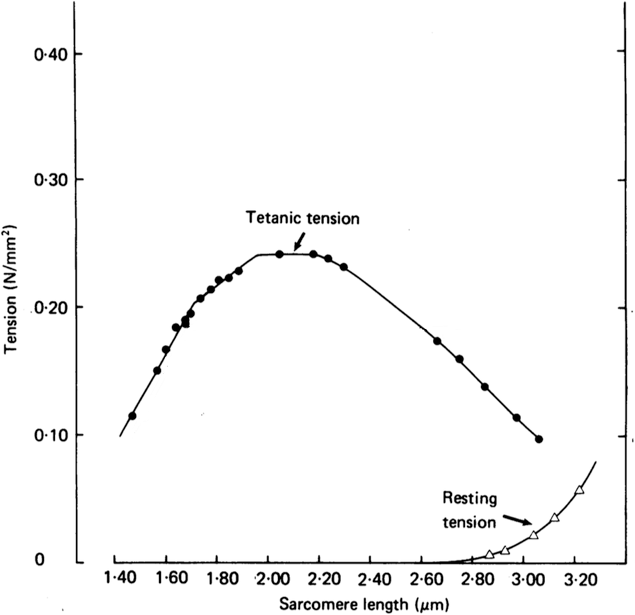 0·40
0·30
0·20
0·10
0
Tension (N/mm²)
Tetanic tension
Resting
tension
1·40 1·60 1·80 2·00 2·20 2·40 2·60 2·80 3·00 3·20
Sarcomere length (μm)